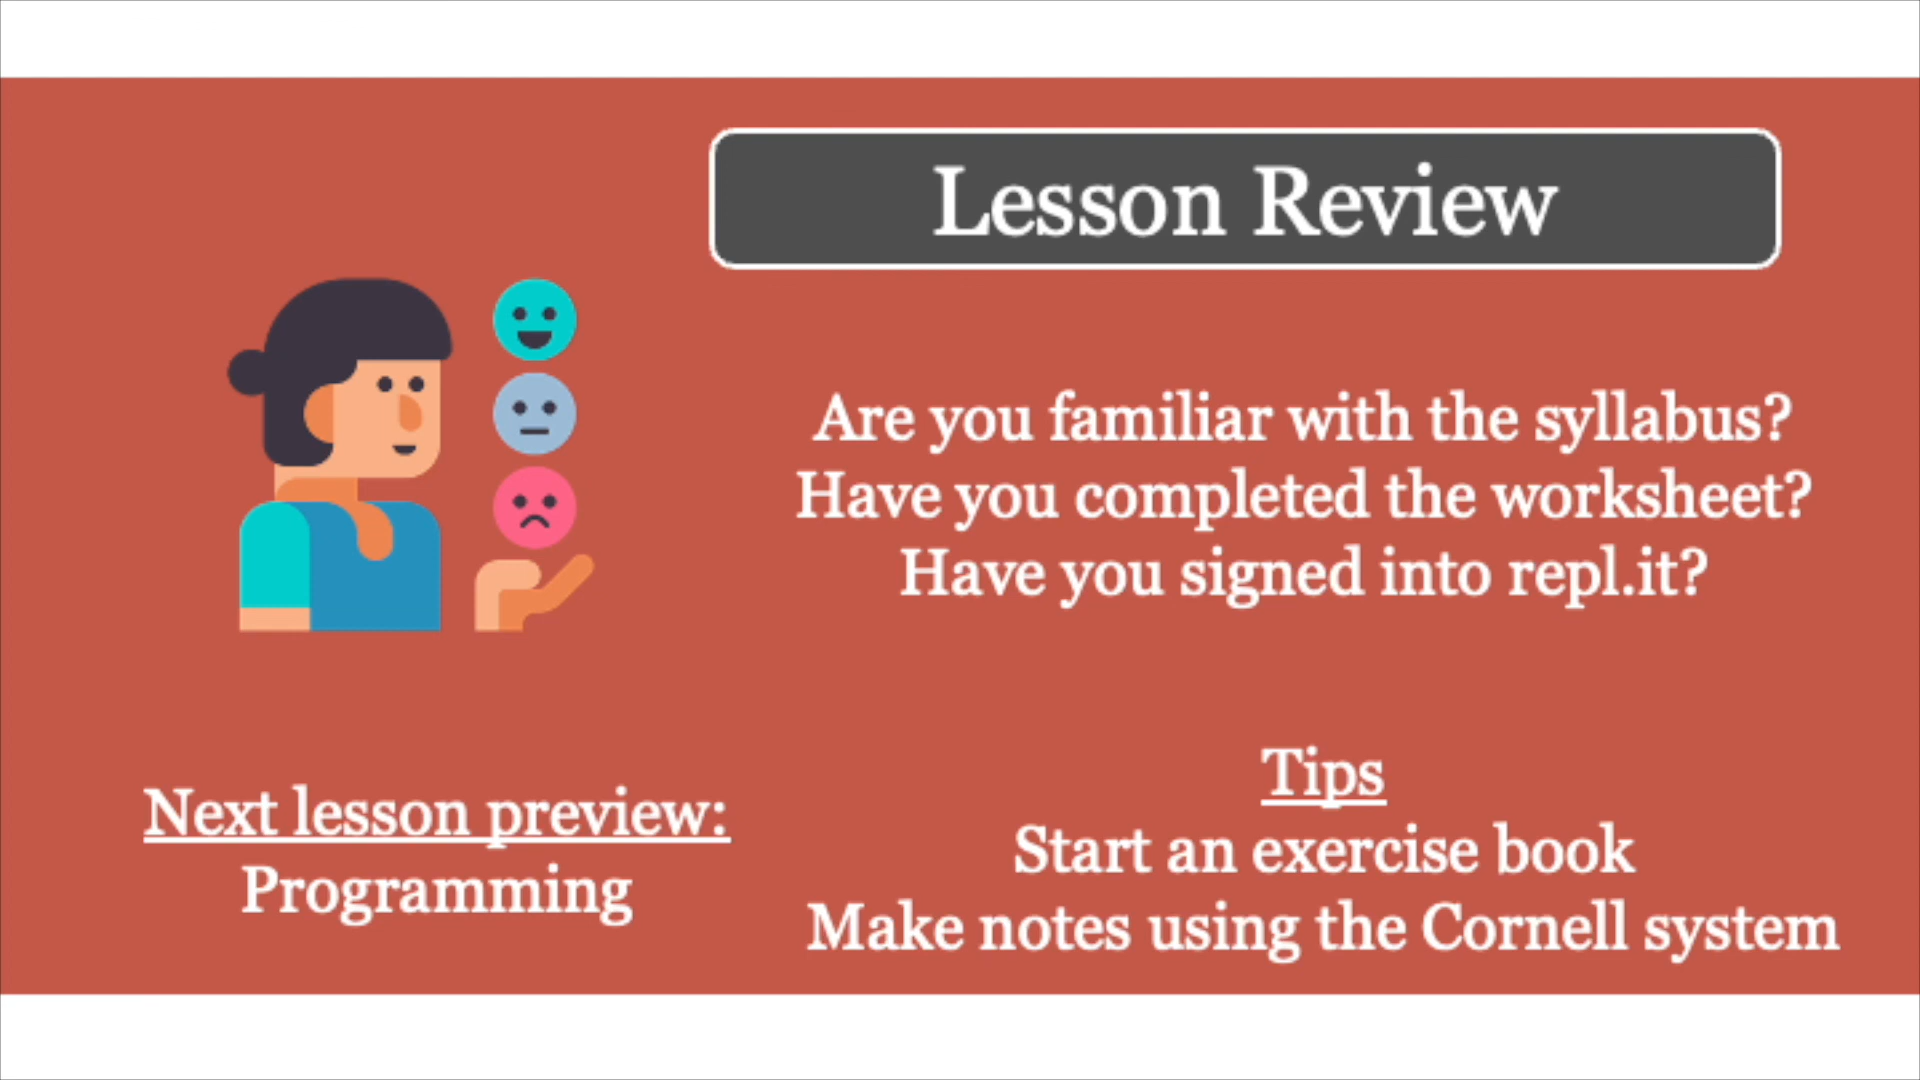 Lesson Review
Are you familiar with the syllabus?
Have you completed the worksheet?
Have you signed into repl.it?
Next lesson preview:
Programming
Tips
Start an exercise book
Make notes using the Cornell system